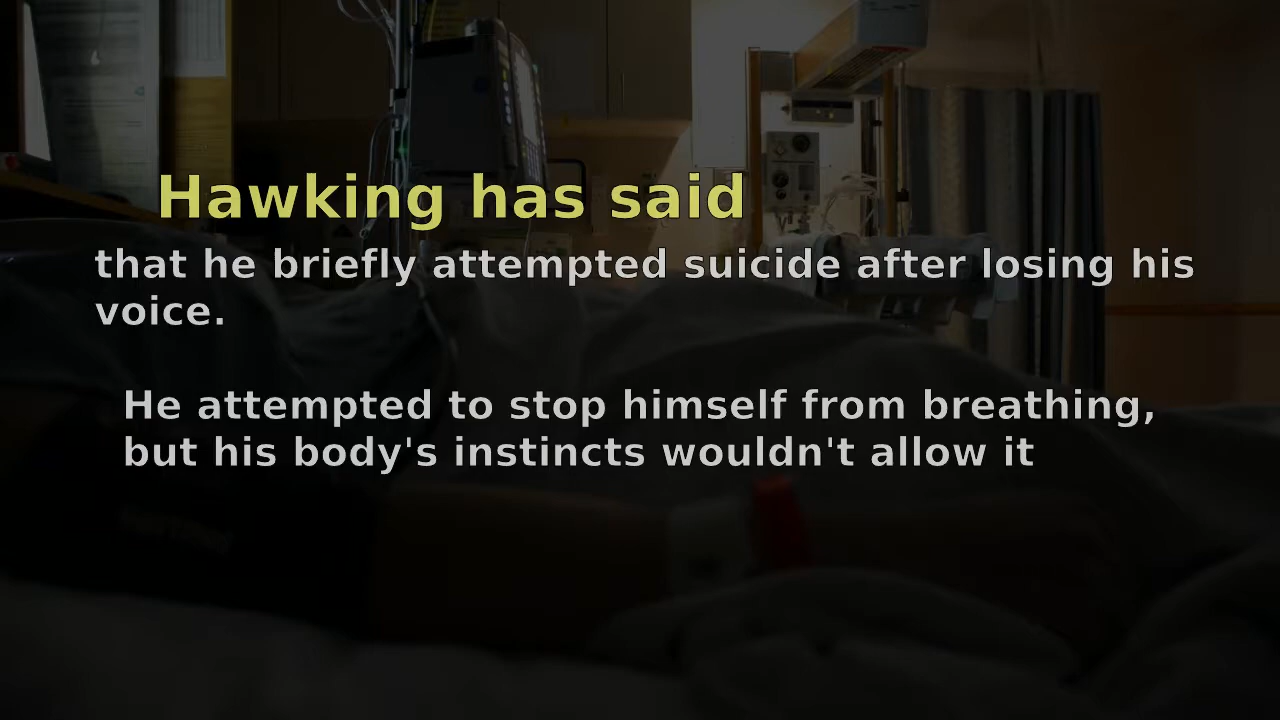 Hawking has said
that he briefly attempted suicide after losing his
voice.
He attempted to stop himself from breathing,
but his body's instincts wouldn't allow it